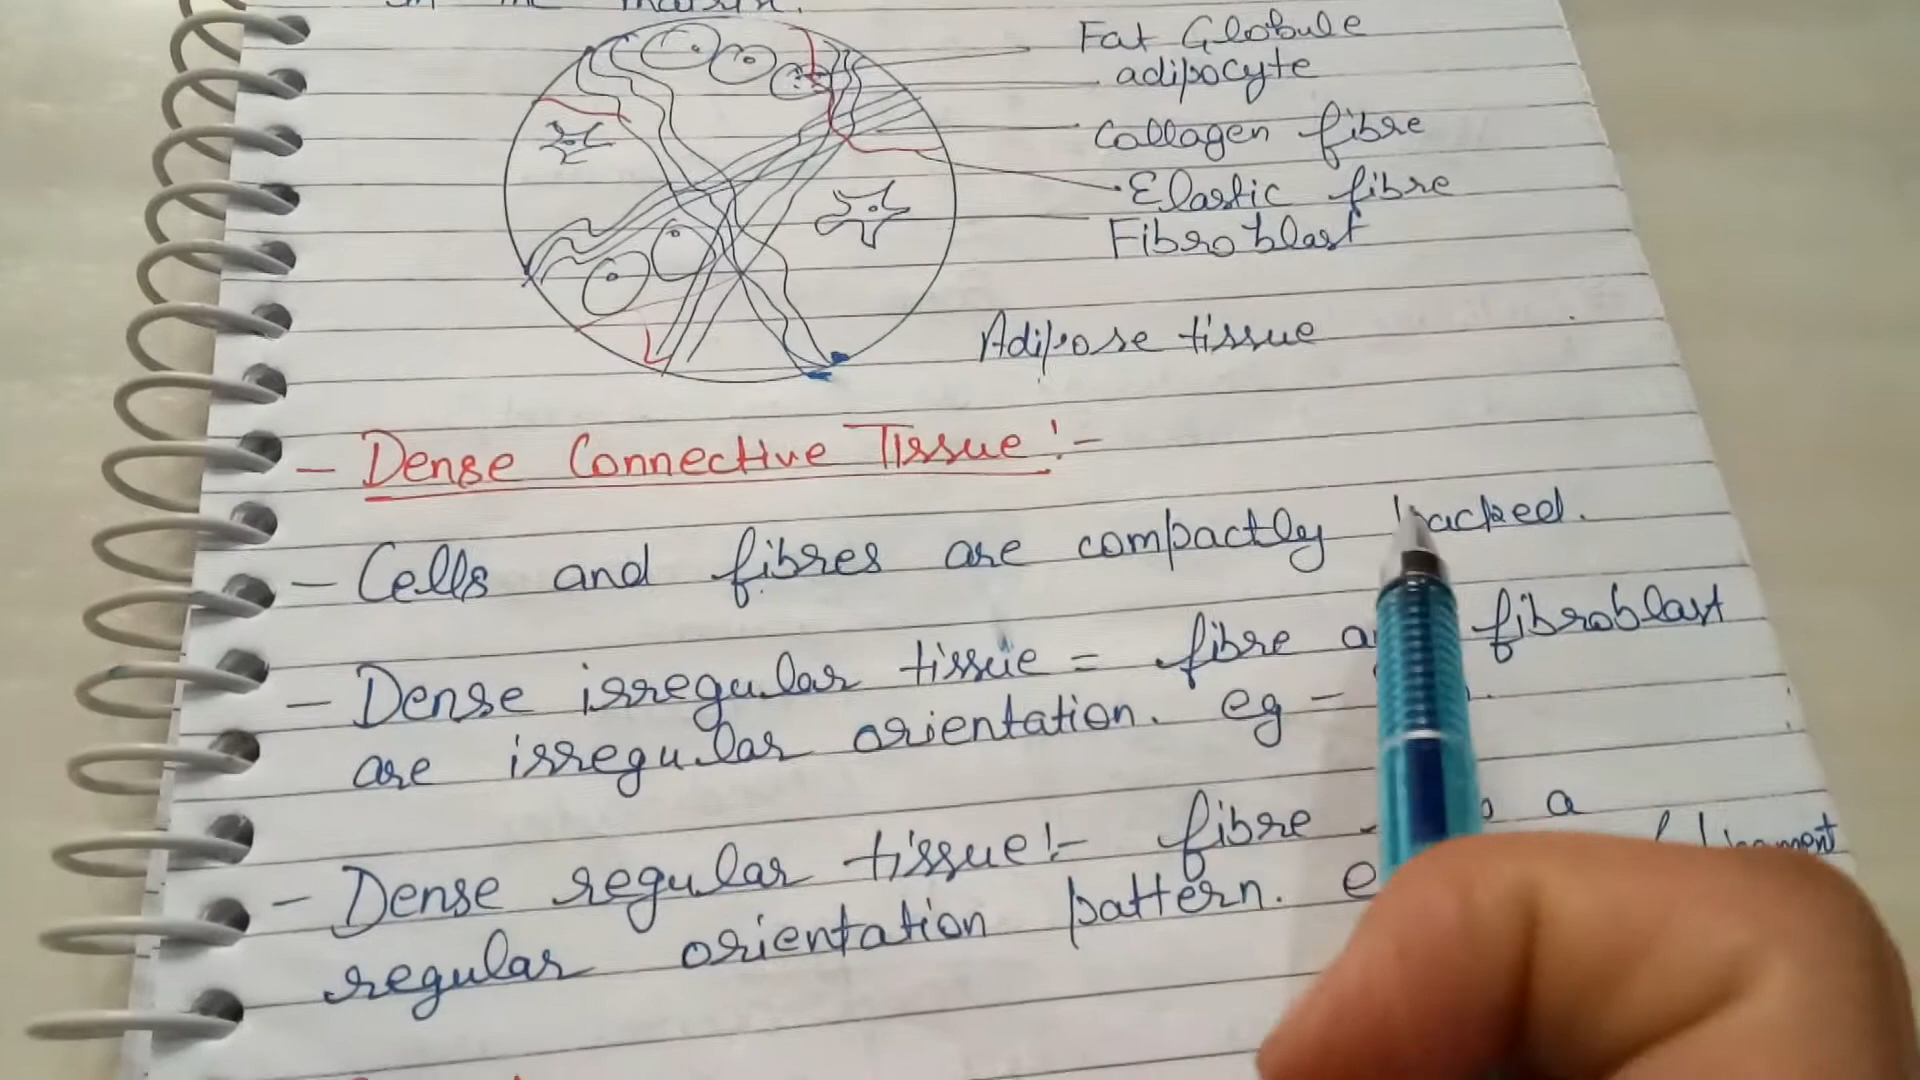 Fat Globule
adipocyte
Collagen fibre
Elastic fibre
Fibroblast
Adipose tissue
- Dense Connective Tissue :-
- Cells and fibres are compactly packed.
- Dense irregular tissue = fibre fibroblast
are irregular orientation. eg -
- Dense regular tissue :- fibre a
regular orientation pattern.